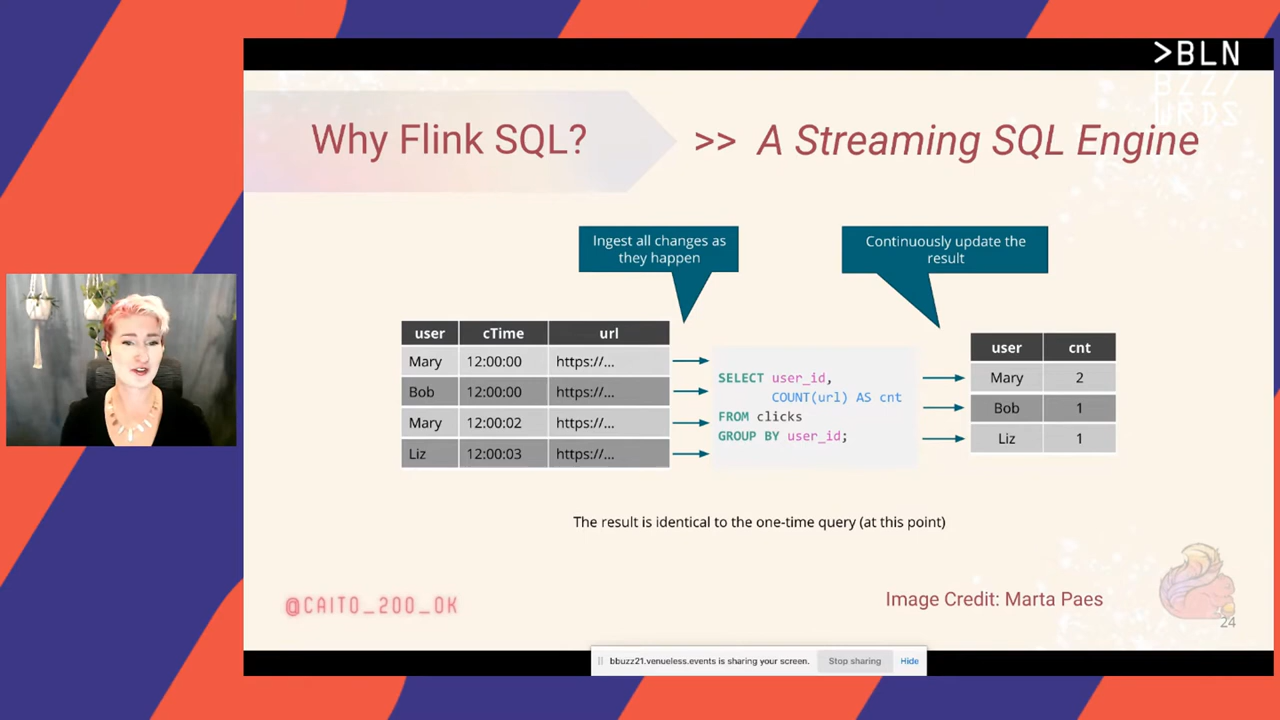 >BLN
BZZ/
WRDS
Why Flink SQL?
>> A Streaming SQL Engine
Ingest all changes as
they happen
Continuously update the
result
user cTime url
Mary 12:00:00 https://...
Bob 12:00:00 https://...
Mary 12:00:02 https://...
Liz 12:00:03 https://...
SELECT user_id,
COUNT(url) AS cnt
FROM clicks
GROUP BY user_id;
user cnt
Mary 2
Bob 1
Liz 1
The result is identical to the one-time query (at this point)
@CAITO_200_OK
Image Credit: Marta Paes
24
bbuzz21.venueless.events is sharing your screen. Stop sharing Hide